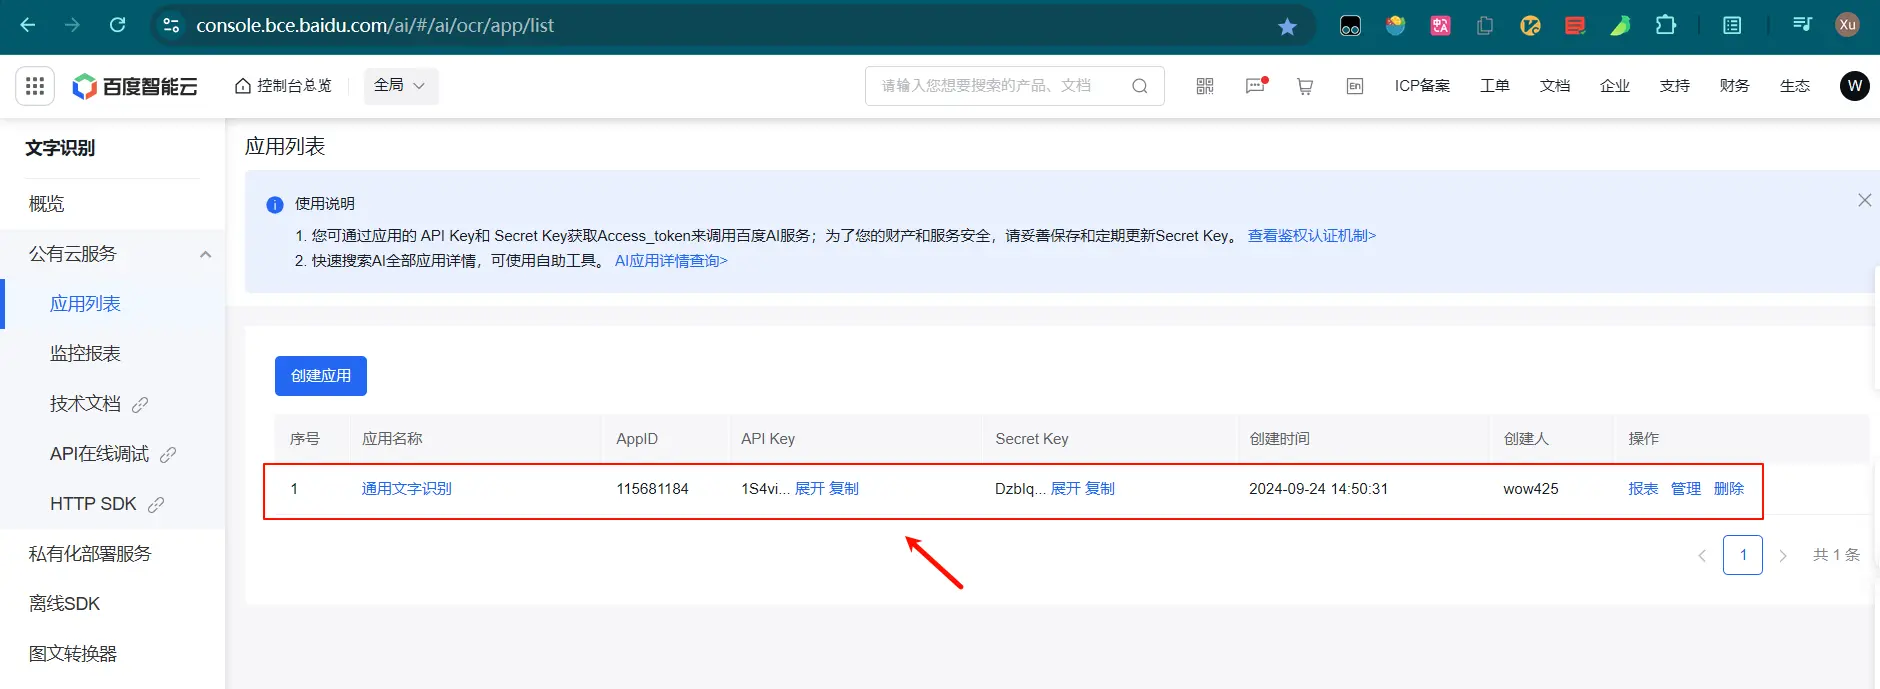 console.bce.baidu.com/ai/#/ai/ocr/app/list
Xu
百度智能云
控制台总览
全局
请输入您想要搜索的产品、文档
En
ICP备案
工单
文档
企业
支持
财务
生态
W
文字识别
概览
公有云服务
应用列表
监控报表
技术文档
API在线调试
HTTP SDK
私有化部署服务
离线SDK
图文转换器
应用列表
使用说明
1. 您可通过应用的 API Key和 Secret Key获取Access_token来调用百度AI服务；为了您的财产和服务安全，请妥善保存和定期更新Secret Key。 查看鉴权认证机制>
2. 快速搜索AI全部应用详情，可使用自助工具。 AI应用详情查询>
创建应用
序号 应用名称 AppID API Key Secret Key 创建时间 创建人 操作
1 通用文字识别 115681184 1S4vi... 展开 复制 Dzblq... 展开 复制 2024-09-24 14:50:31 wow425 报表 管理 删除
1 共 1 条